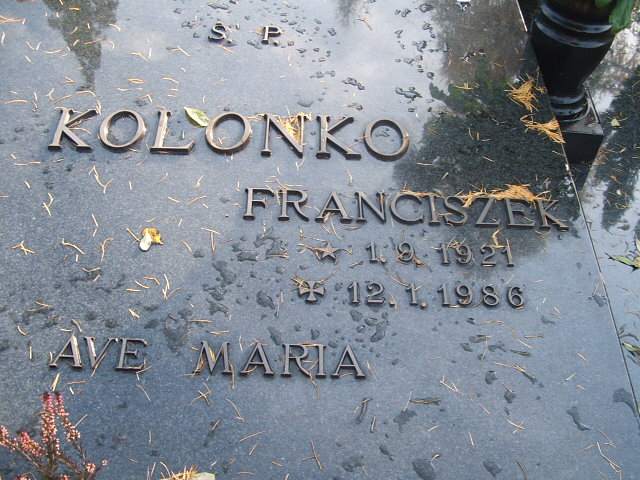 S. P.
KOLONKO
FRANCISZEK
1.9.1921
12.1.1986
AVE MARIA